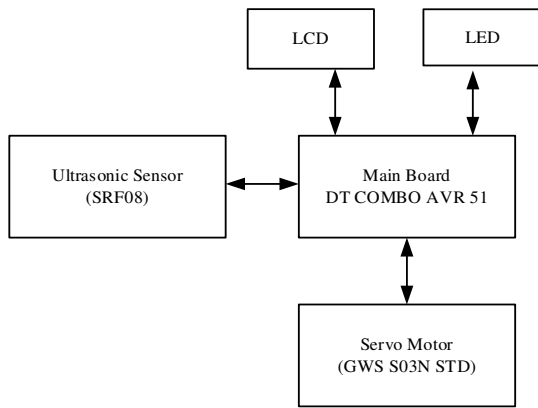 LCD
LED
Ultrasonic Sensor
(SRF08)
Main Board
DT COMBO AVR 51
Servo Motor
(GWS S03N STD)